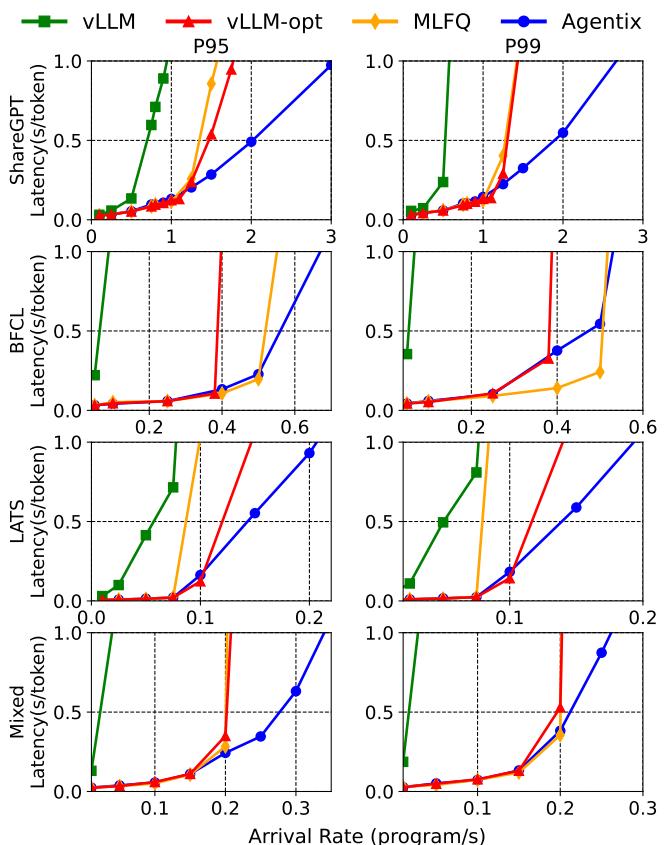 vLLM vLLM-opt MLFQ Agentix
P95 P99
ShareGPT
Latency(s/token)
1.0 0.5 0.0
0 1 2 3
1.0 0.5 0.0
0 1 2 3
BFCL
Latency(s/token)
1.0 0.5 0.0
0.2 0.4 0.6
1.0 0.5 0.0
0.2 0.4 0.6
LATS
Latency(s/token)
1.0 0.5 0.0
0.0 0.1 0.2
1.0 0.5 0.0
0.1 0.2
Mixed
Latency(s/token)
1.0 0.5 0.0
0.1 0.2 0.3
1.0 0.5 0.0
0.1 0.2 0.3
Arrival Rate (program/s)